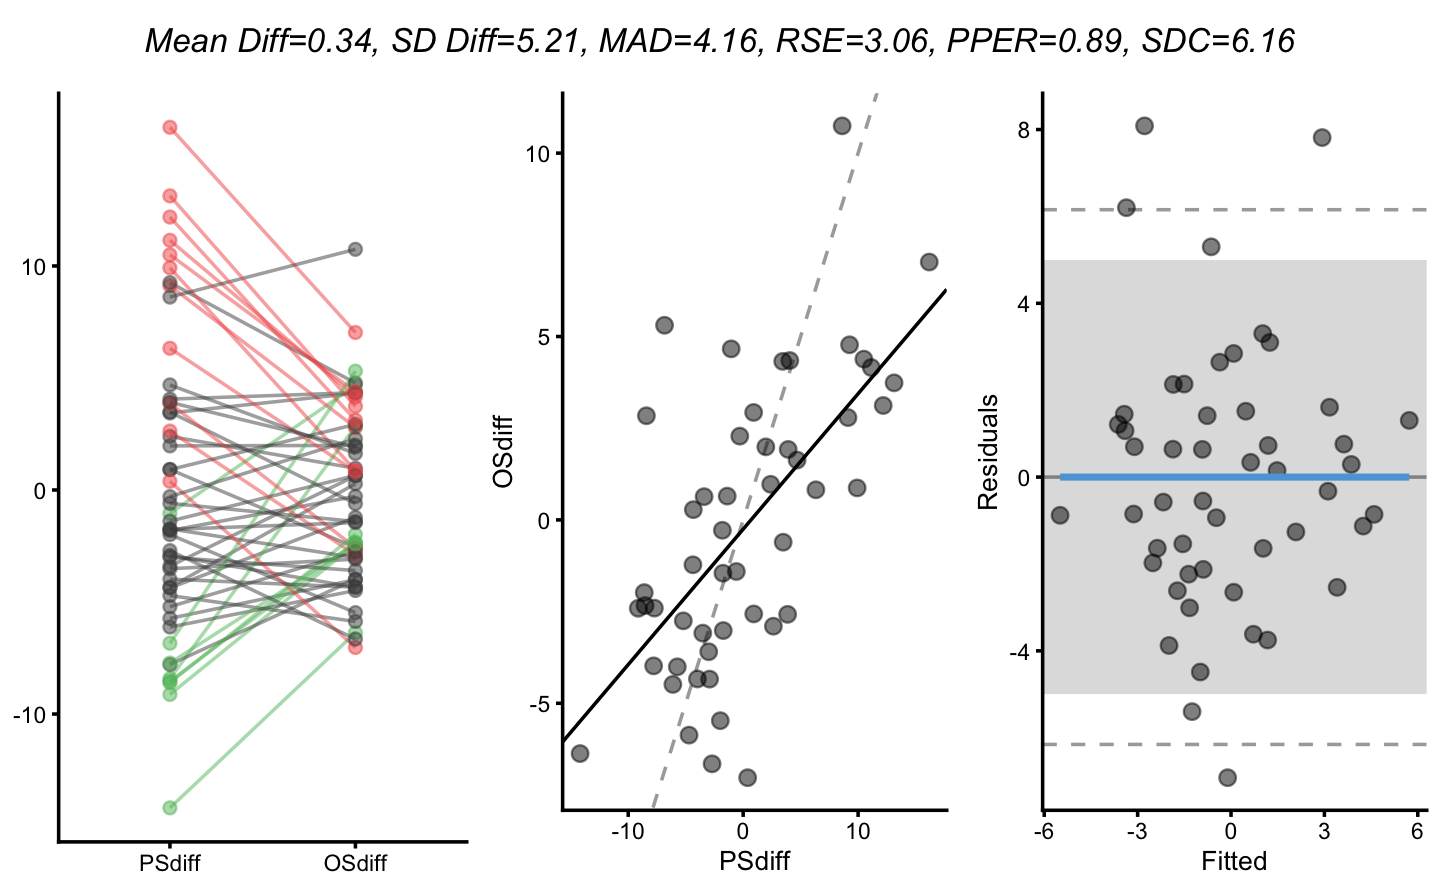 Mean Diff=0.34, SD Diff=5.21, MAD=4.16, RSE=3.06, PPER=0.89, SDC=6.16
10
0
-10
PSdiff
OSdiff
OSdiff
10
5
0
-5
-10
0
10
PSdiff
Residuals
8
4
0
-4
-6
-3
0
3
6
Fitted